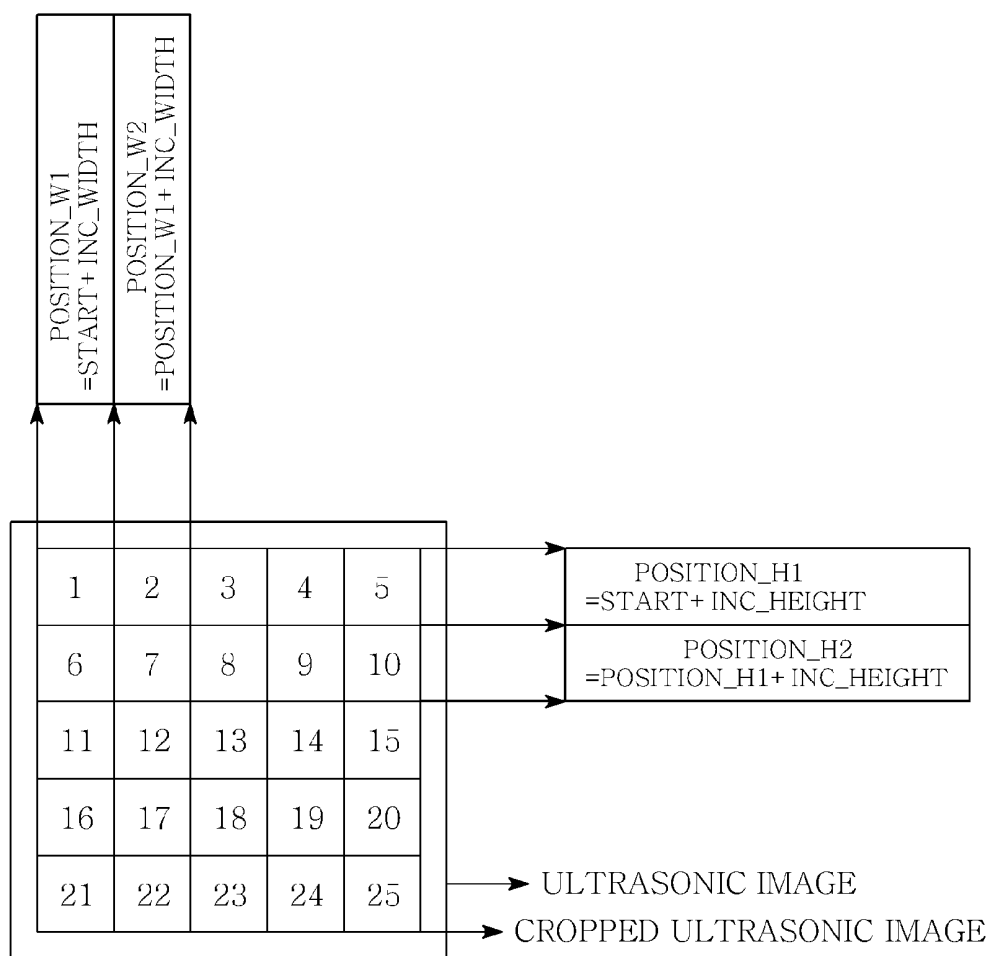 POSITION_W1
=START+INC_WIDTH
POSITION_W2
=POSITION_W1+INC_WIDTH
1 2 3 4 5
POSITION_H1
=START+ INC_HEIGHT
6 7 8 9 10
POSITION_H2
=POSITION_H1+ INC_HEIGHT
11 12 13 14 15
16 17 18 19 20
21 22 23 24 25
ULTRASONIC IMAGE
CROPPED ULTRASONIC IMAGE